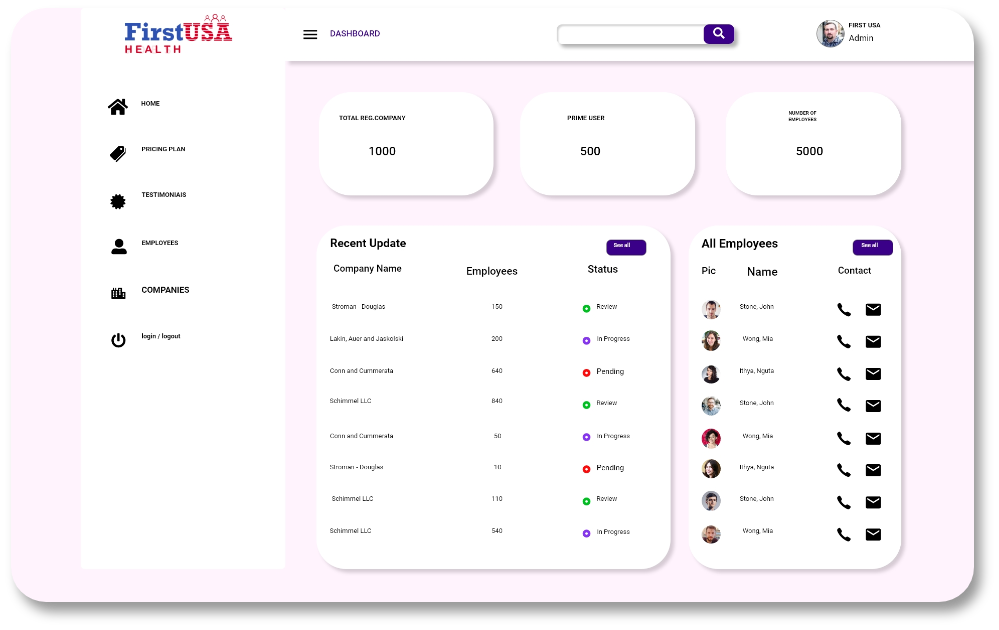 FirstUSA
HEALTH
DASHBOARD
FIRST USA
Admin
HOME
PRICING PLAN
TESTIMONIAlS
EMPLOYEES
COMPANIES
login / logout
TOTAL REG.COMPANY
1000
PRIME USER
500
NUMBER OF
EMPLOYEES
5000
Recent Update
See all
Company Name Employees Status
Stroman - Douglas 150 Review
Lakin, Auer and Jaskolski 200 In Progress
Conn and Cummerata 640 Pending
Schimmel LLC 840 Review
Conn and Cummerata 50 In Progress
Stroman - Douglas 10 Pending
Schimmel LLC 110 Review
Schimmel LLC 540 In Progress
All Employees
See all
Pic Name Contact
Stone, John
Wong, Mia
Ithya, Nguta
Stone, John
Wong, Mia
Ithya, Nguta
Stone, John
Wong, Mia